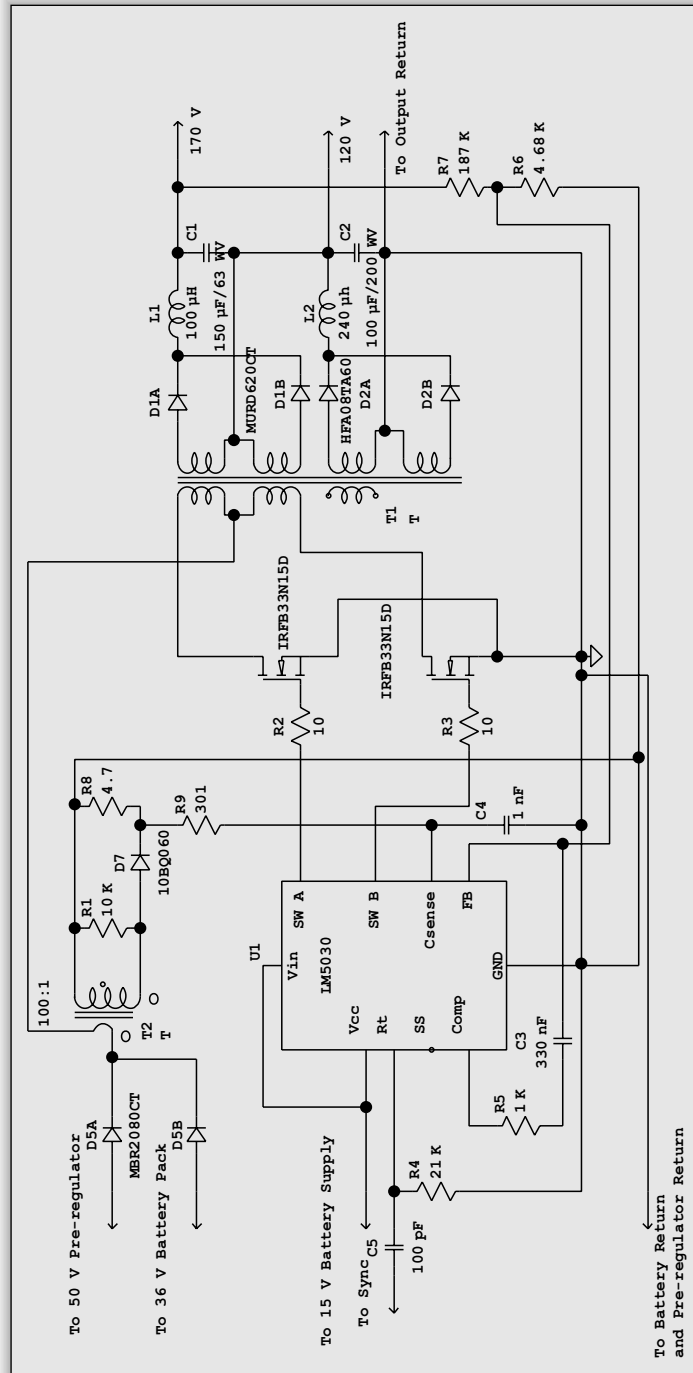 To 50 V Pre-regulator
D5A
MBR2080CT
To 36 V Battery Pack
D5B
100:1
T2
T
R1
10 K
D7
10BQ060
R8
4.7
R9
301
To 15 V Battery Supply
To Sync
C5
100 pF
R4
21 K
R5
1 K
C3
330 nF
U1
LM5030
Vin
Vcc
Rt
SS
Comp
SW A
SW B
Csense
FB
GND
C4
1 nF
R2
10
IRFB33N15D
R3
10
IRFB33N15D
T1
T
D1A
MURD620CT
D1B
HFA08TA60
D2A
D2B
L1
100 µH
C1
150 µF/63 WV
L2
240 µh
C2
100 µF/200 WV
170 V
120 V
To Output Return
R7
187 K
R6
4.68 K
To Battery Return
and Pre-regulator Return